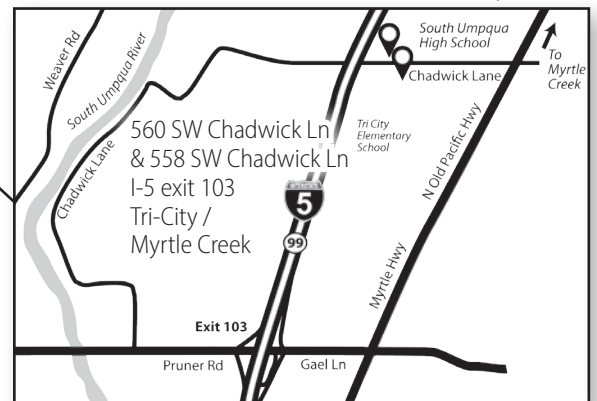 South Umpqua
High School
To
Myrtle
Creek
Chadwick Lane
Weaver Rd
South Umpqua River
Chadwick Lane
Tri City
Elementary
School
N Old Pacific Hwy
560 SW Chadwick Ln
& 558 SW Chadwick Ln
I-5 exit 103
Tri-City /
Myrtle Creek
5
99
Myrtle Hwy
Exit 103
Pruner Rd
Gael Ln